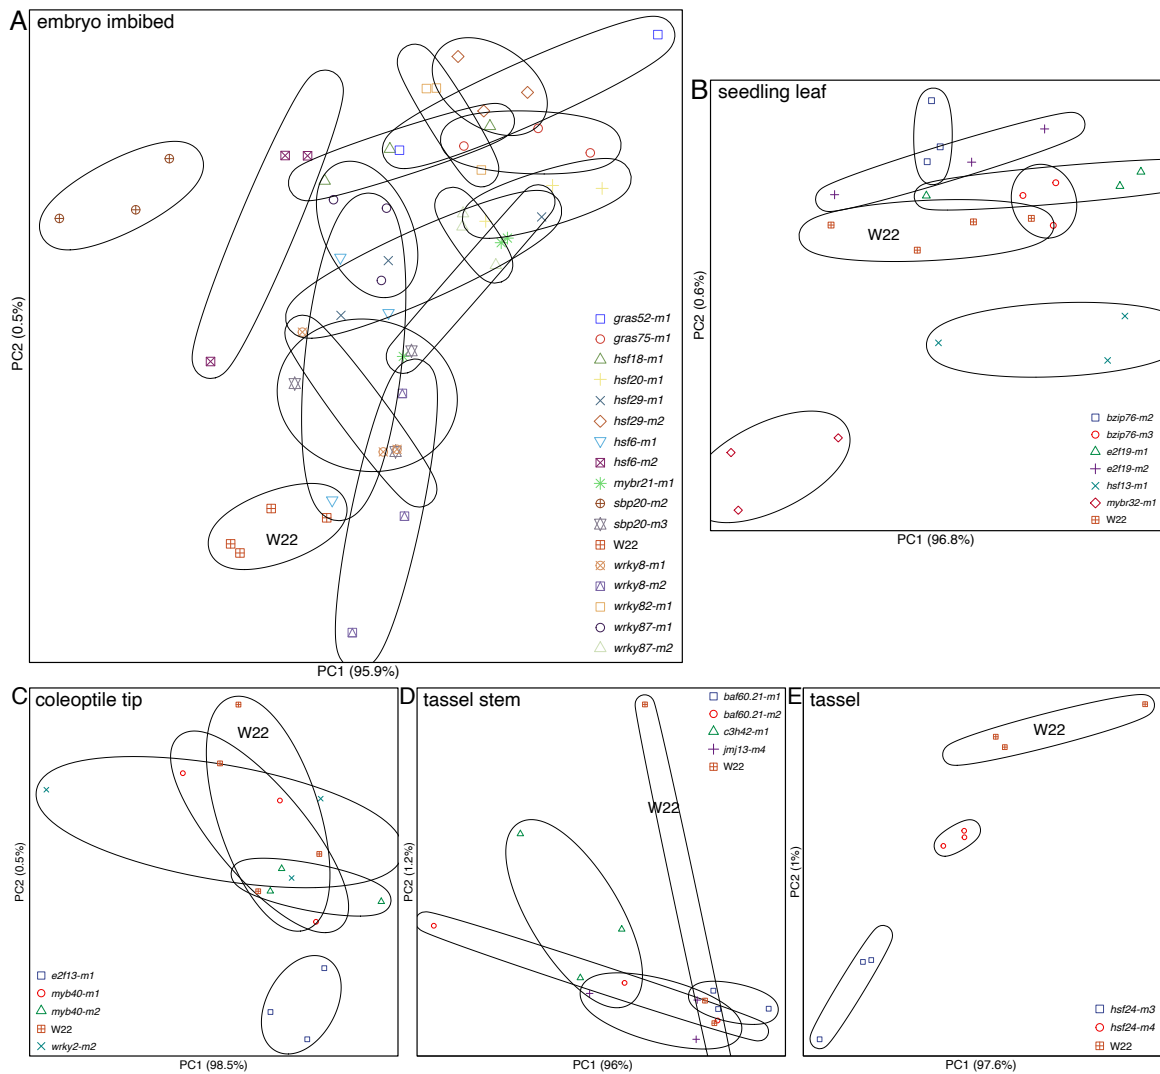 A
embryo imbibed
W22
PC2 (0.5%)
PC1 (95.9%)
gras52-m1
gras75-m1
hsf18-m1
hsf20-m1
hsf29-m1
hsf29-m2
hsf6-m1
hsf6-m2
mybr21-m1
sbp20-m2
sbp20-m3
W22
wrky8-m1
wrky8-m2
wrky82-m1
wrky87-m1
wrky87-m2
B
seedling leaf
W22
PC2 (0.6%)
PC1 (96.8%)
bzip76-m2
bzip76-m3
e2f19-m1
e2f19-m2
hsf13-m1
mybr32-m1
W22
C
coleoptile tip
W22
PC2 (0.5%)
PC1 (98.5%)
e2f13-m1
myb40-m1
myb40-m2
W22
wrky2-m2
D
tassel stem
W22
PC2 (1.2%)
PC1 (96%)
baf60.21-m1
baf60.21-m2
c3h42-m1
jmj13-m4
W22
E
tassel
W22
PC2 (1%)
PC1 (97.6%)
hsf24-m3
hsf24-m4
W22